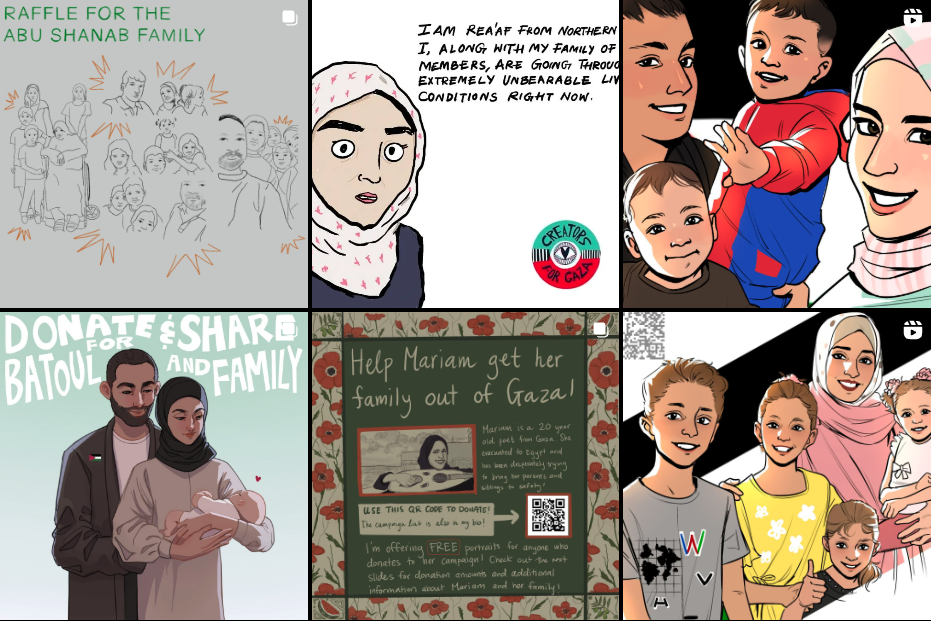 RAFFLE FOR THE
ABU SHANAB FAMILY
I AM REA'AF FROM NORTHERN
I, ALONG WITH MY FAMILY OF
MEMBERS, ARE GOING THROU
EXTREMELY UNBEARABLE LIV
CONDITIONS RIGHT NOW.
CREATORS
FOR GAZA
DONATE & SHARE
FOR
BATOUL AND FAMILY
Help Mariam get her
family out of Gaza!
Mariam is a 20 year
old poet from Gaza. She
evacuated to Egypt and
has been desperately trying
to bring her parents and
siblings to safety!
USE THIS QR CODE TO DONATE!
The campaign link is also in my bio!
I'm offering FREE portraits for anyone who
donates to her campaign! Check out the next
slides for donation amounts and additional
information about Mariam and her family!
W